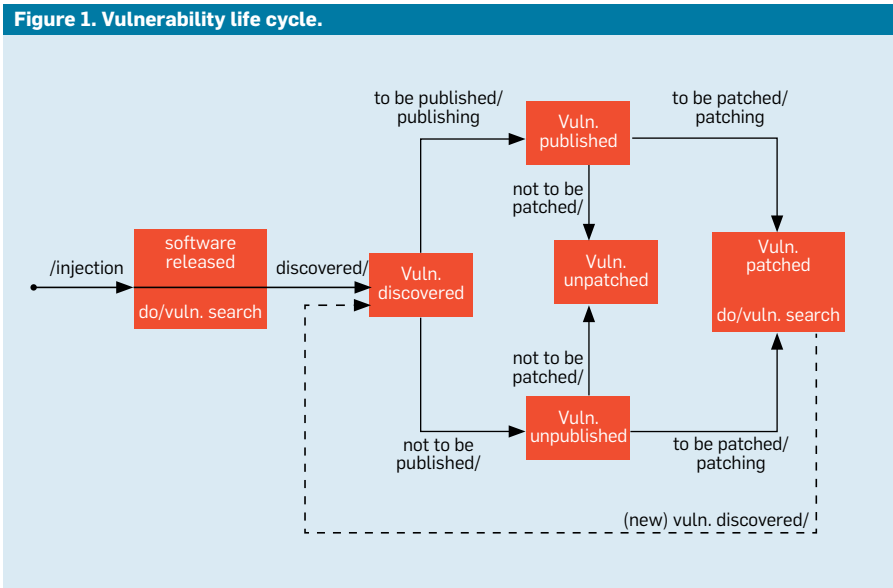 Figure 1. Vulnerability life cycle.
to be published/
publishing
Vuln.
published
to be patched/
patching
not to be
patched/
/injection
software
released
do/vuln. search
discovered/
Vuln.
discovered
Vuln.
unpatched
Vuln.
patched
do/vuln. search
not to be
patched/
not to be
published/
Vuln.
unpublished
to be patched/
patching
(new) vuln. discovered/